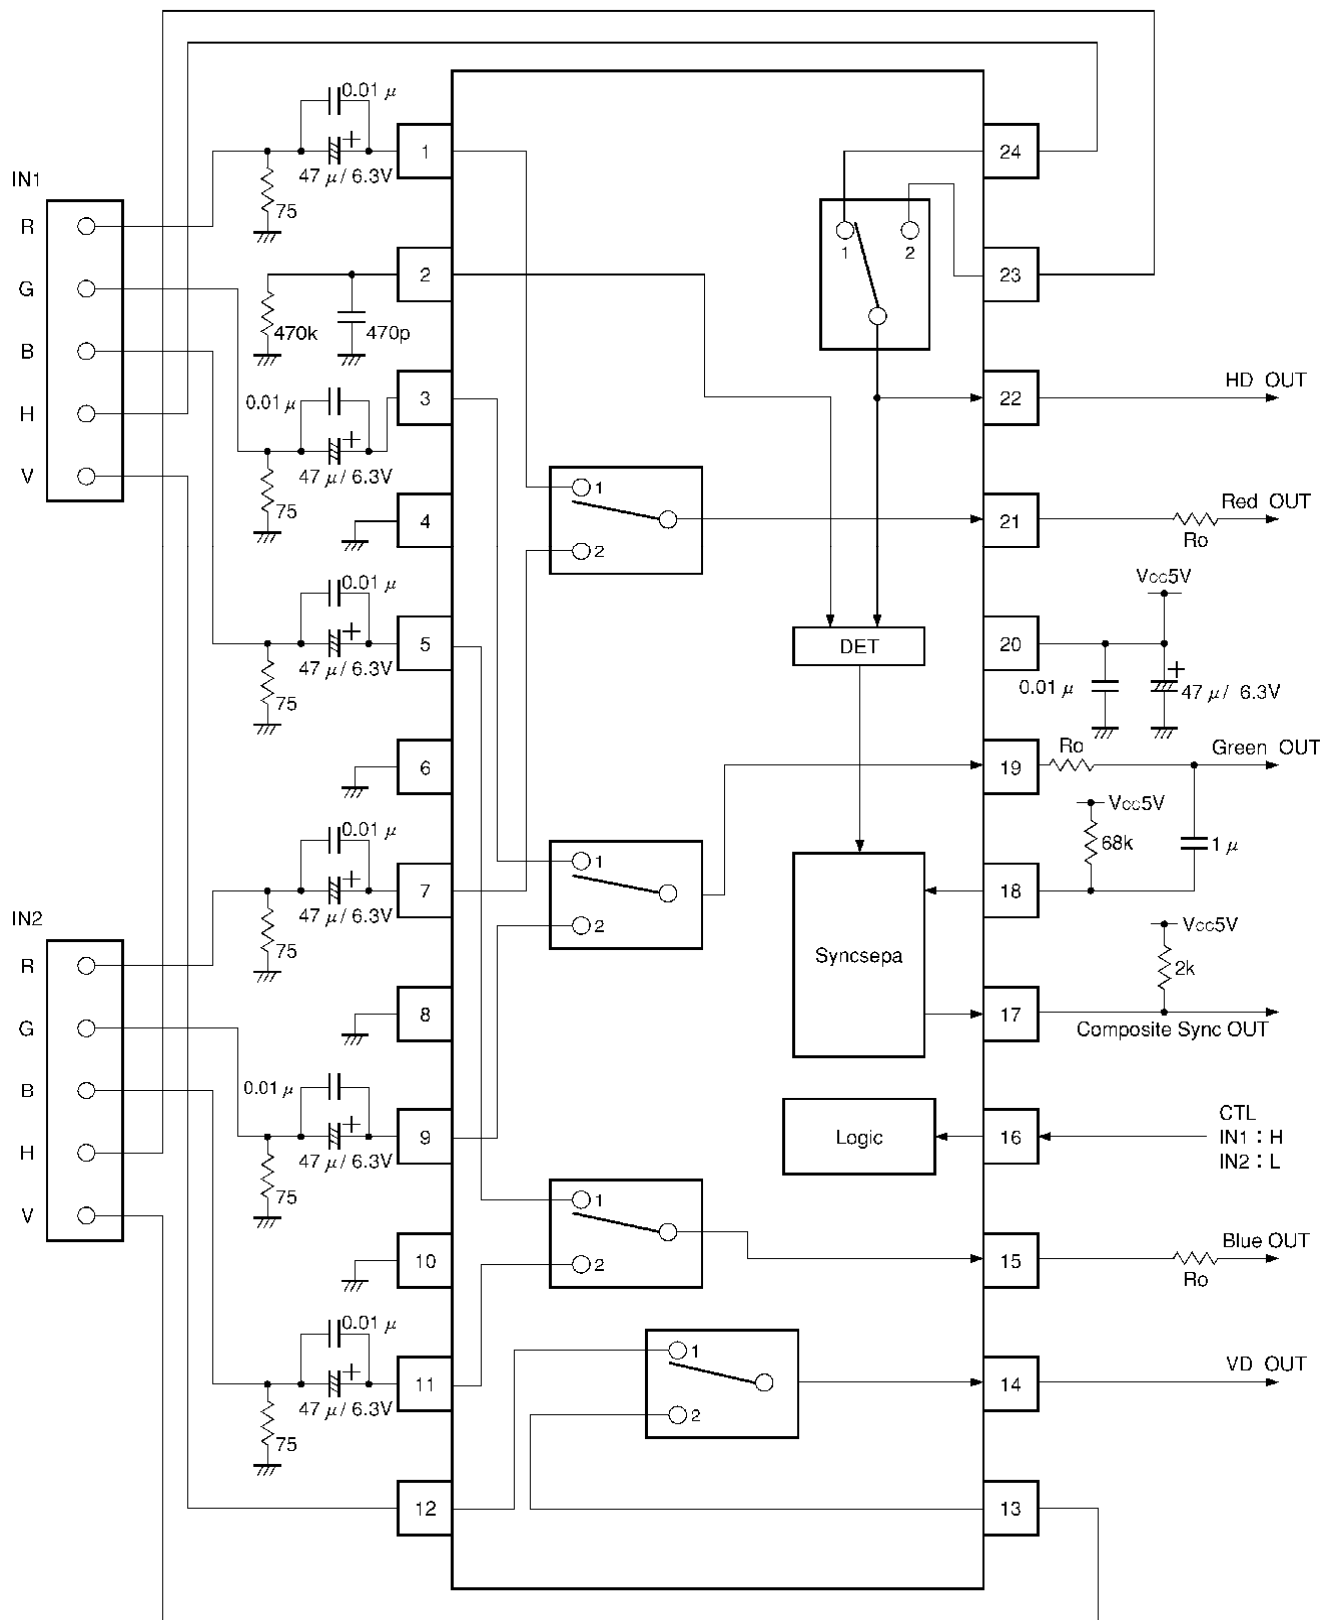 0.01 μ
1
24
47 μ/ 6.3V
IN1
75
R
1
2
2
23
G
470k
470p
B
HD OUT
3
22
0.01 μ
H
V
47 μ/ 6.3V
1
Red OUT
75
4
21
Ro
2
Vcc5V
0.01 μ
5
DET
20
47 μ/ 6.3V
0.01 μ
47 μ/ 6.3V
75
Ro
Green OUT
6
19
Vcc5V
0.01 μ
68k
1 μ
1
7
18
47 μ/ 6.3V
IN2
2
Vcc5V
75
R
Syncsepa
2k
8
17
G
Composite Sync OUT
0.01 μ
B
CTL
9
Logic
16
IN1 : H
H
47 μ/ 6.3V
IN2 : L
75
1
V
Blue OUT
10
2
15
Ro
0.01 μ
1
VD OUT
11
14
47 μ/ 6.3V
2
75
12
13